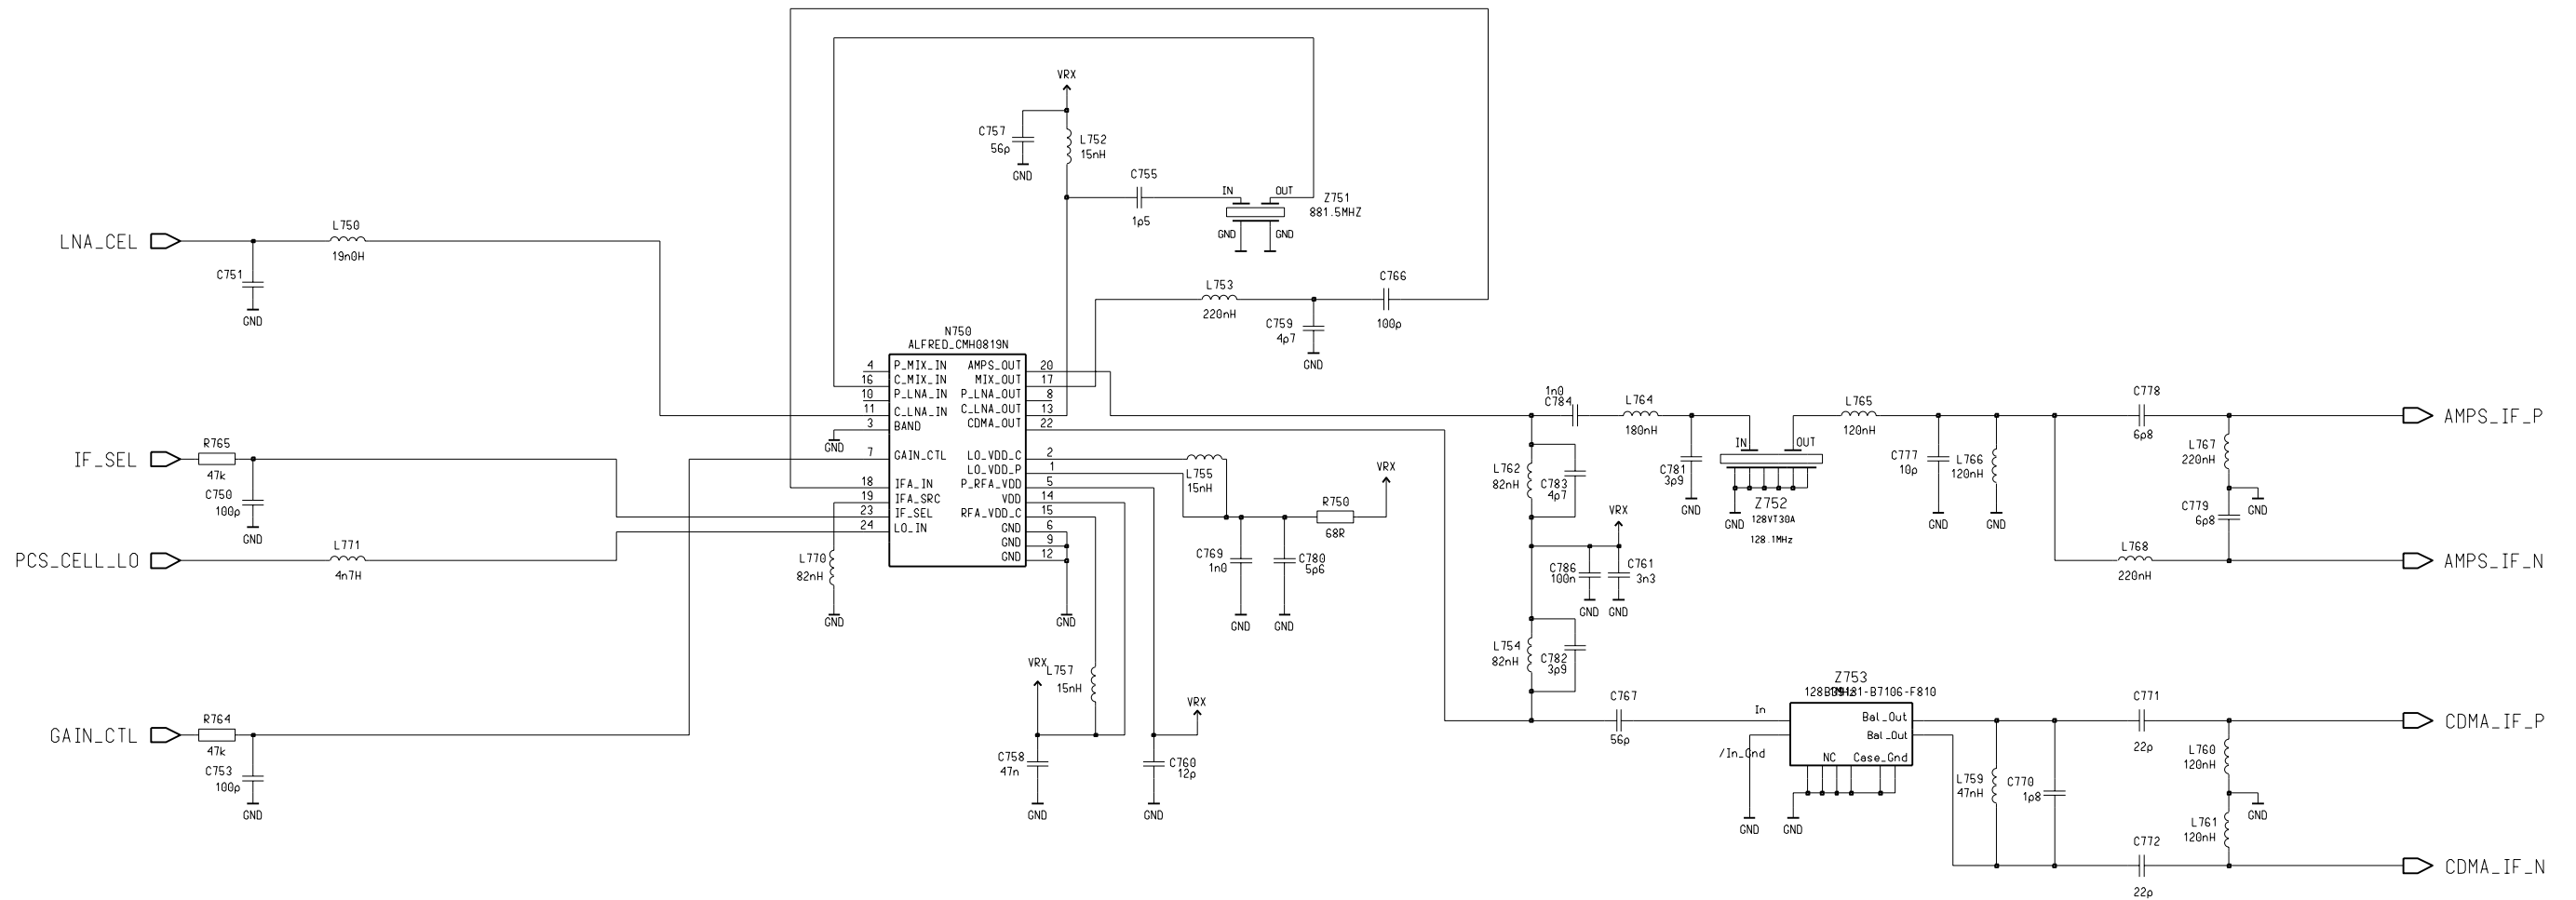 VRX
C757
56p
GND
L752
15nH
C755
1p5
IN
OUT
GND
GND
Z751
881.5MHZ
LNA_CEL
L750
19n0H
C751
GND
L753
220nH
C766
100p
C759
4p7
GND
N750
ALFRED_CMH0819N
4 P_MIX_IN AMPS_OUT 20
16 C_MIX_IN MIX_OUT 17
10 P_LNA_IN P_LNA_OUT 8
11 C_LNA_IN C_LNA_OUT 13
3 BAND CDMA_OUT 22
7 GAIN_CTL LO_VDD_C 2
LO_VDD_P 1
18 IFA_IN P_RFA_VDD 5
19 IFA_SRC VDD 14
23 IF_SEL RFA_VDD_C 15
24 LO_IN GND 6
GND 9
GND 12
GND
IF_SEL
R765
47k
C750
100p
GND
PCS_CELL_LO
L771
4n7H
L770
82nH
GND
GND
L755
15nH
VRX
R750
68R
C769
1n0
GND
C780
5p6
GND
GAIN_CTL
R764
47k
C753
100p
GND
VRX
L757
15nH
C758
47n
GND
VRX
C760
12p
GND
1n0
C784
L764
180nH
L762
82nH
C783
4p7
C781
3p9
GND
IN
OUT
GND
Z752
128VT30A
128.1MHz
L765
120nH
C777
10p
GND
L766
120nH
GND
C778
6p8
L767
220nH
GND
C779
6p8
L768
220nH
AMPS_IF_P
AMPS_IF_N
VRX
C786
100n
GND
C761
3n3
GND
L754
82nH
C782
3p9
C767
56p
Z753
-B7106-F810
In
/In_Gnd
Bal_Out
Bal_Out
NC
Case_Gnd
GND
GND
L759
47nH
C770
1p8
C771
22p
L760
120nH
GND
L761
120nH
C772
22p
CDMA_IF_P
CDMA_IF_N